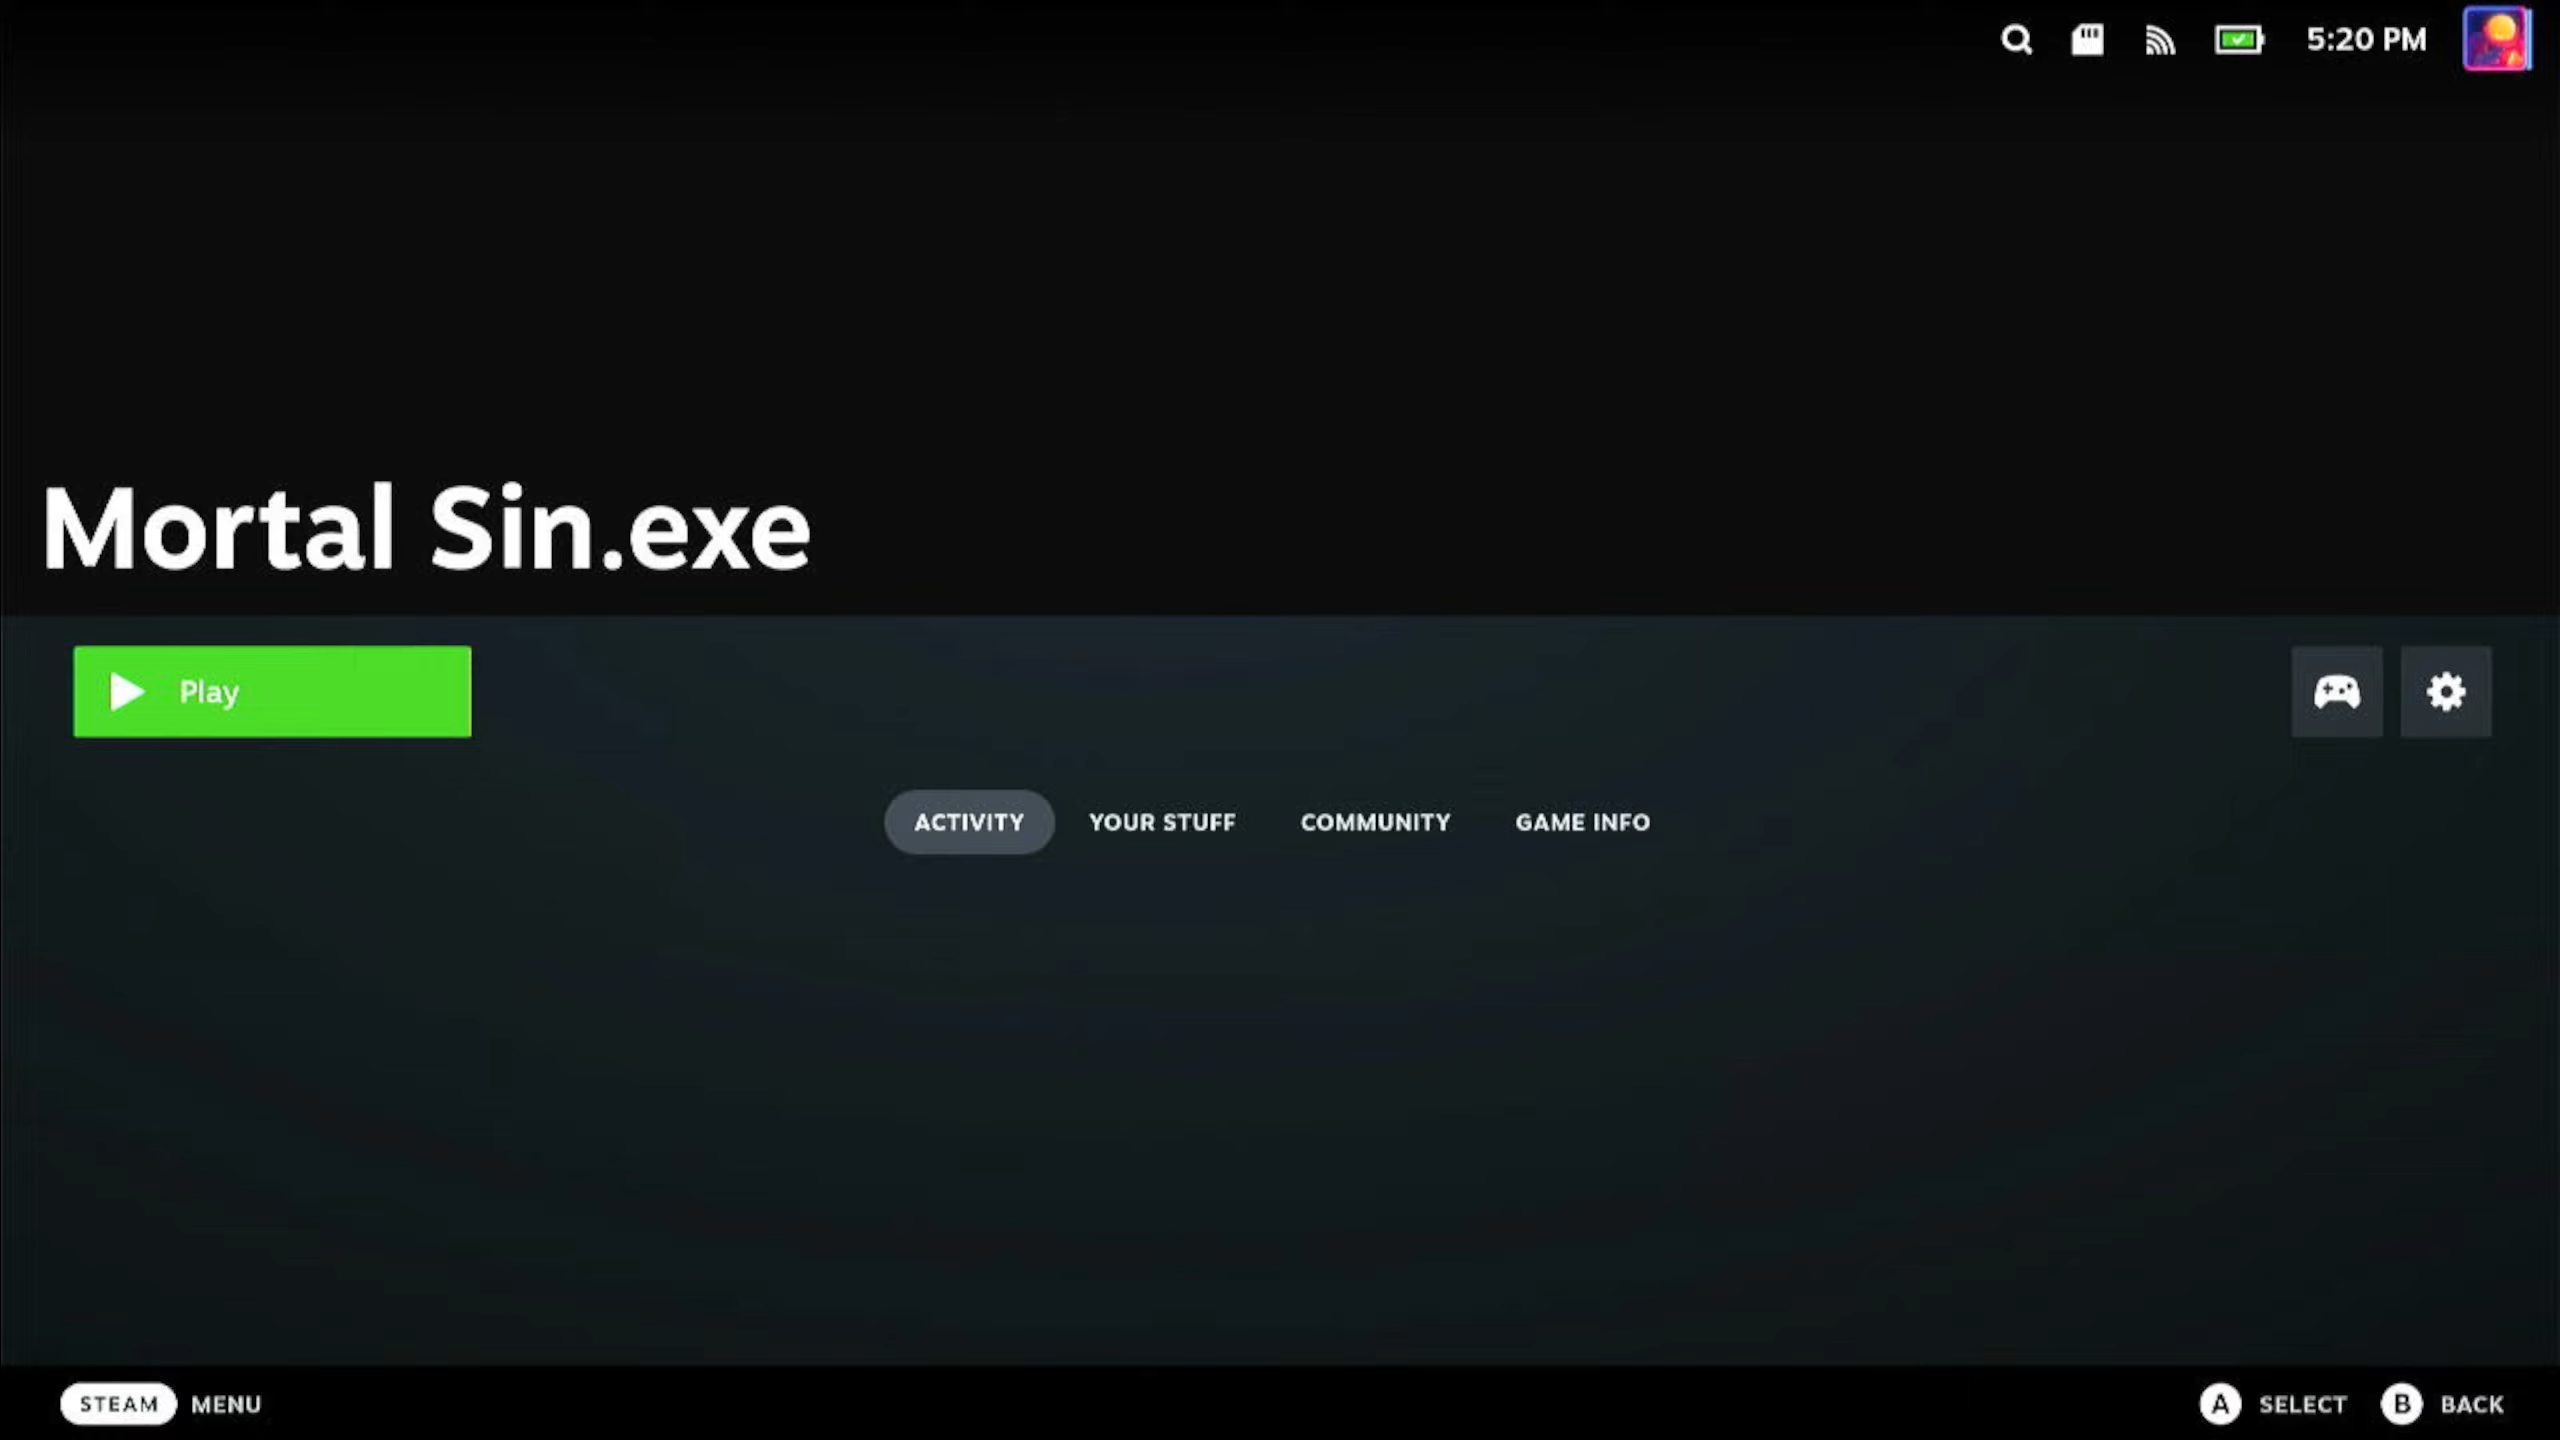 5:20 PM
Mortal Sin.exe
Play
ACTIVITY YOUR STUFF COMMUNITY GAME INFO
STEAM MENU A SELECT B BACK